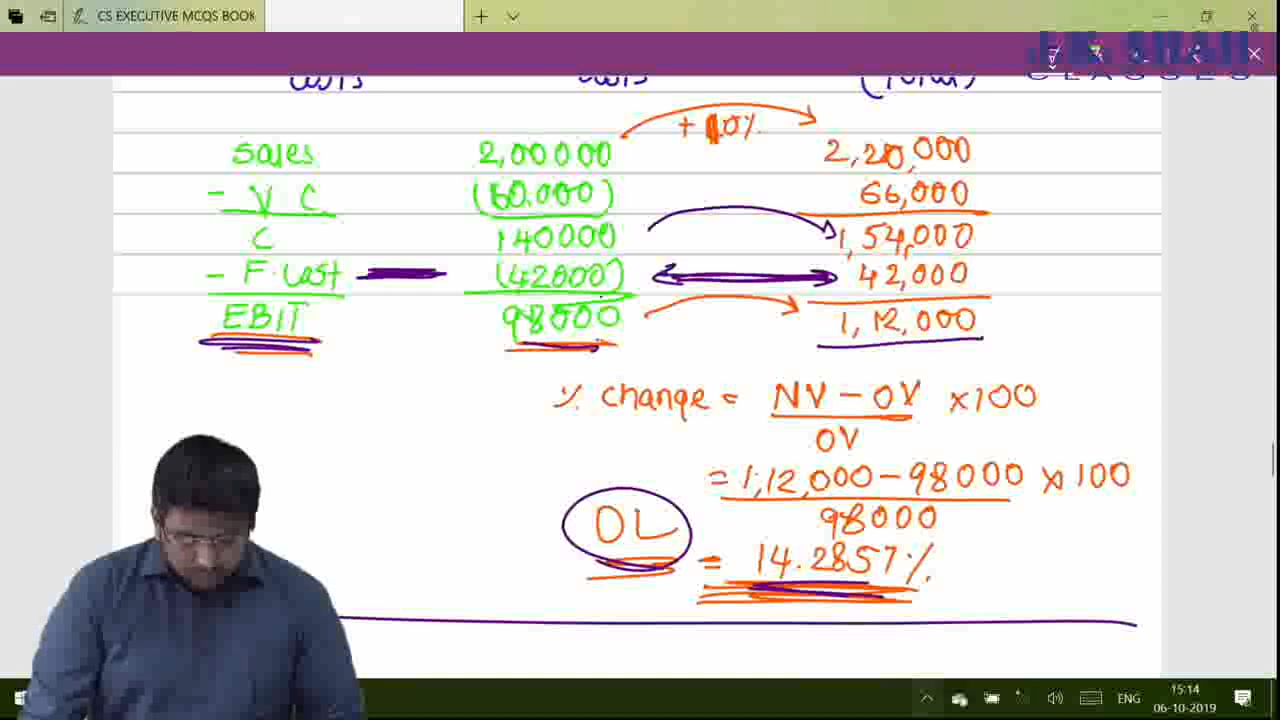 CS EXECUTIVE MCQS BOOK
CLASSES
+ 10%
Sales 2,00000 2,20,000
- V C (60.000) 66,000
C 140000 1,54,000
- F. Cost (42000) 42,000
EBIT 98000 1,12,000
% change = NV - OV × 100
OV
= 1,12,000 - 98000 × 100
98000
OL = 14.2857%
ENG
15:14
06-10-2019